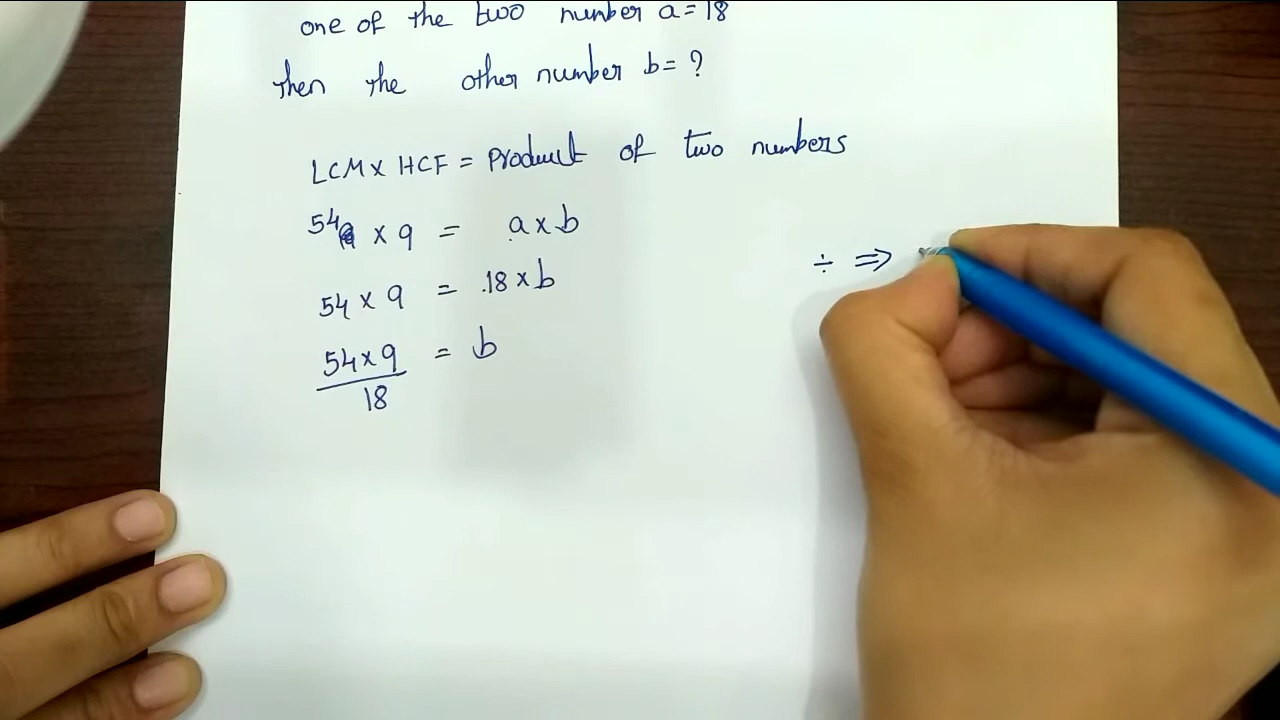 one of the two number a=18
then the other number b= ?
LCM x HCF = Product of two numbers
54 x 9 = a x b
54 x 9 = 18 x b
54 x 9 = b
18
÷ ⇒